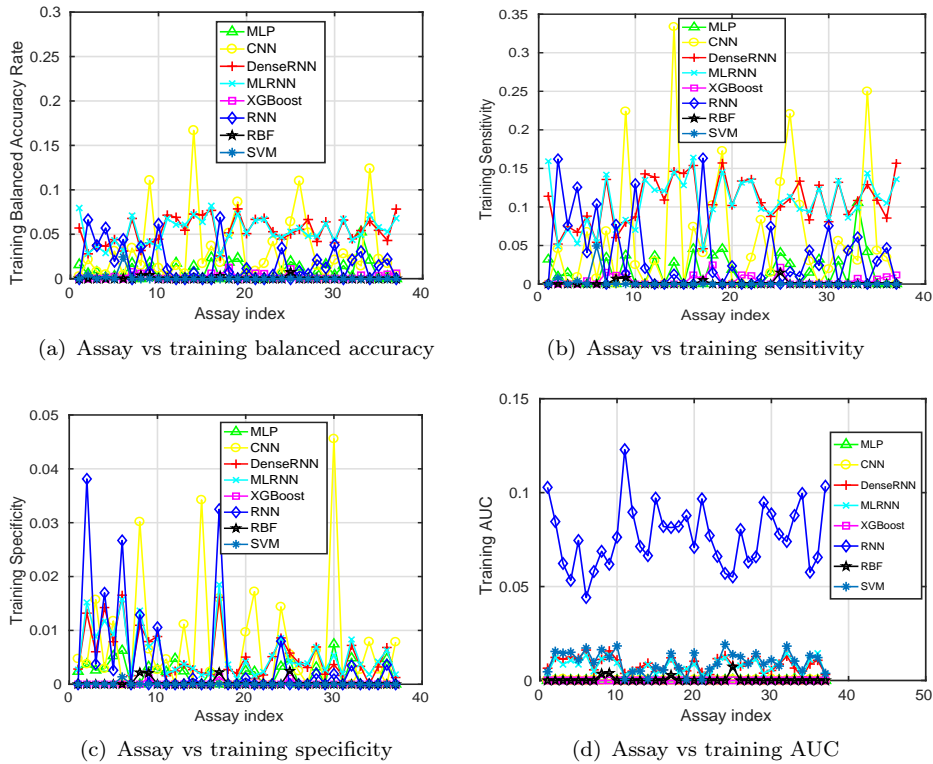 0.3
0.25
0.2
0.15
0.1
0.05
0
Training Balanced Accuracy Rate
MLP
CNN
DenseRNN
MLRNN
XGBoost
RNN
RBF
SVM
0 10 20 30 40
Assay index
(a) Assay vs training balanced accuracy
0.35
0.3
0.25
0.2
0.15
0.1
0.05
0
Training Sensitivity
MLP
CNN
DenseRNN
MLRNN
XGBoost
RNN
RBF
SVM
0 10 20 30 40
Assay index
(b) Assay vs training sensitivity
0.05
0.04
0.03
0.02
0.01
0
Training Specificity
MLP
CNN
DenseRNN
MLRNN
XGBoost
RNN
RBF
SVM
0 10 20 30 40
Assay index
(c) Assay vs training specificity
0.15
0.1
0.05
0
Training AUC
MLP
CNN
DenseRNN
MLRNN
XGBoost
RNN
RBF
SVM
0 10 20 30 40 50
Assay index
(d) Assay vs training AUC